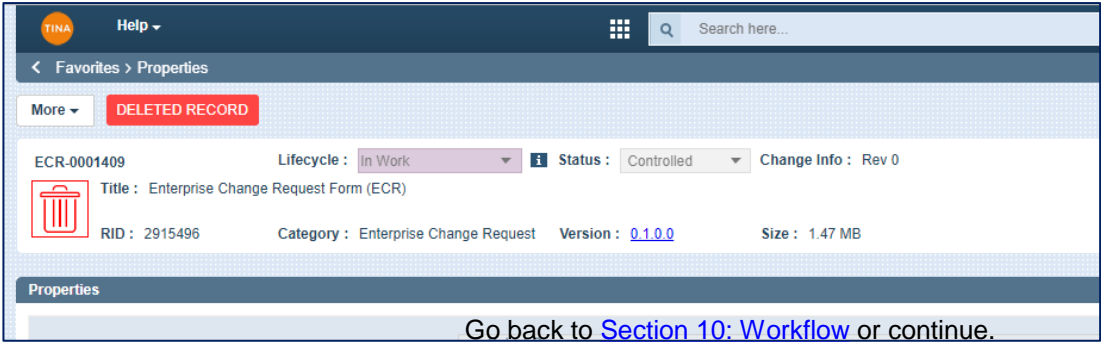 TINA Help Search here...
Favorites > Properties
More DELETED RECORD
ECR-0001409 Lifecycle : In Work i Status : Controlled Change Info : Rev 0
Title : Enterprise Change Request Form (ECR)
RID : 2915496 Category : Enterprise Change Request Version : 0.1.0.0 Size : 1.47 MB
Properties
Go back to Section 10: Workflow or continue.